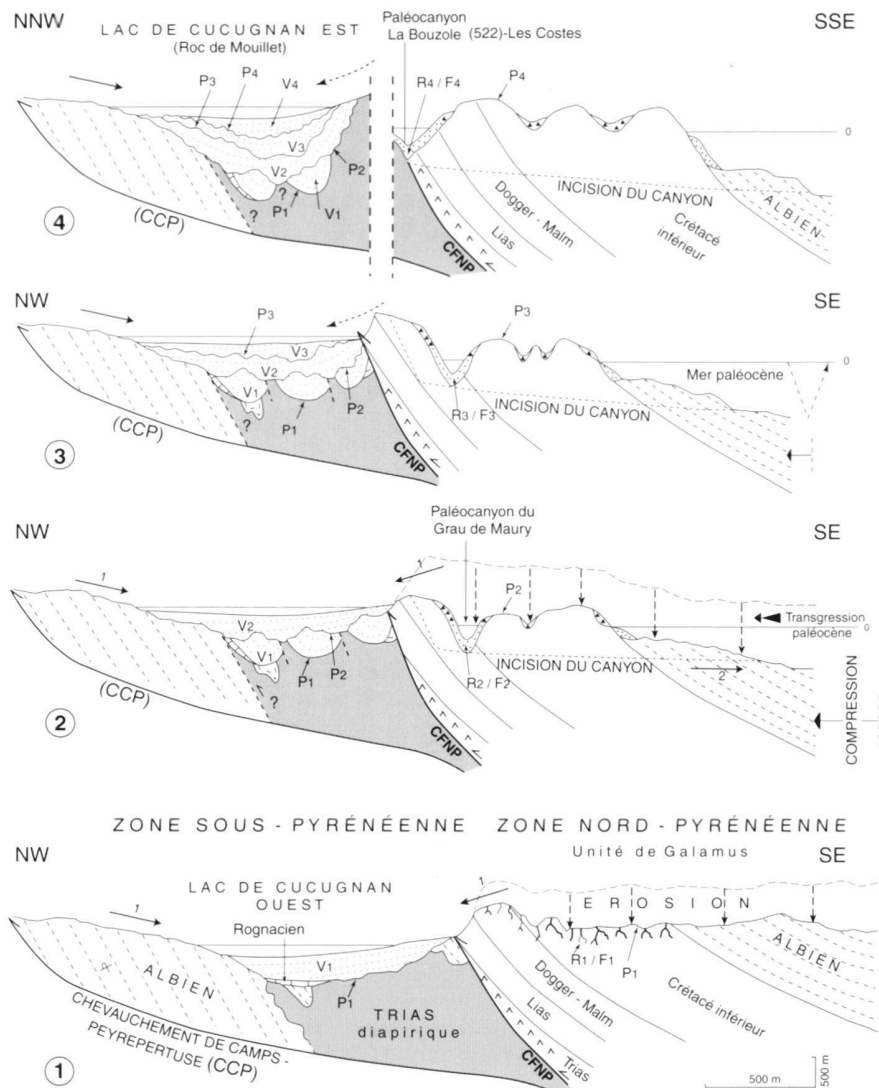 NNW
LAC DE CUCUGNAN EST
(Roc de Mouillet)
Paléocanyon
La Bouzole (522)-Les Costes
SSE
P3
P4
V4
R4 / F4
P4
V3
P2
V2
?
P1
V1
?
0
INCISION DU CANYON
Dogger - Malm
Lias
Crétacé
inférieur
ALBIEN
(CCP)
CFNP
4
NW
SE
P3
P3
V3
V2
V1
P2
P1
?
0
Mer paléocène
R3 / F3
INCISION DU CANYON
(CCP)
CFNP
3
NW
Paléocanyon du
Grau de Maury
SE
1
1
P2
V2
V1
P1
P2
?
Transgression
paléocène
0
INCISION DU CANYON
R2 / F2
2
(CCP)
CFNP
COMPRESSION
2
ZONE SOUS - PYRÉNÉENNE
ZONE NORD - PYRÉNÉENNE
Unité de Galamus
NW
SE
1
LAC DE CUCUGNAN
OUEST
1
EROSION
Rognacien
V1
P1
R1 / F1
P1
ALBIEN
ALBIEN
TRIAS
diapirique
Dogger - Malm
Lias
Trias
Crétacé inférieur
CHEVAUCHEMENT DE CAMPS -
PEYREPERTUSE (CCP)
CFNP
1
500 m
500 m